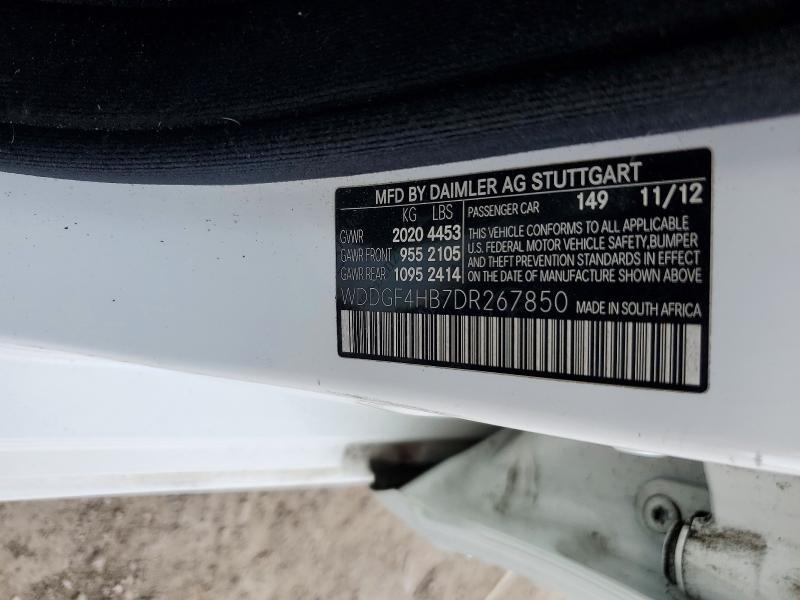 MFD BY DAIMLER AG STUTTGART
KG LBS PASSENGER CAR 149 11/12
GVWR 2020 4453 THIS VEHICLE CONFORMS TO ALL APPLICABLE
U.S. FEDERAL MOTOR VEHICLE SAFETY,BUMPER
GAWR FRONT 955 2105 AND THEFT PREVENTION STANDARDS IN EFFECT
GAWR REAR 1095 2414 ON THE DATE OF MANUFACTURE SHOWN ABOVE
WDDGF4HB7DR267850 MADE IN SOUTH AFRICA